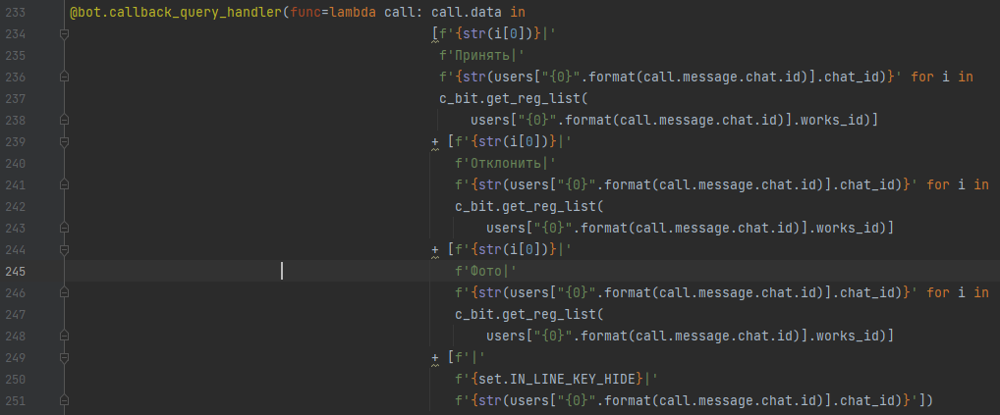 233 @bot.callback_query_handler(func=lambda call: call.data in
234 [f'{str(i[0])}|'
235 f'Принять|'
236 f'{str(users["{0}".format(call.message.chat.id)].chat_id)}' for i in
237 c_bit.get_reg_list(
238 users["{0}".format(call.message.chat.id)].works_id)]
239 + [f'{str(i[0])}|'
240 f'Отклонить|'
241 f'{str(users["{0}".format(call.message.chat.id)].chat_id)}' for i in
242 c_bit.get_reg_list(
243 users["{0}".format(call.message.chat.id)].works_id)]
244 + [f'{str(i[0])}|'
245 f'Фото|'
246 f'{str(users["{0}".format(call.message.chat.id)].chat_id)}' for i in
247 c_bit.get_reg_list(
248 users["{0}".format(call.message.chat.id)].works_id)]
249 + [f'|'
250 f'{set.IN_LINE_KEY_HIDE}|'
251 f'{str(users["{0}".format(call.message.chat.id)].chat_id)}'])